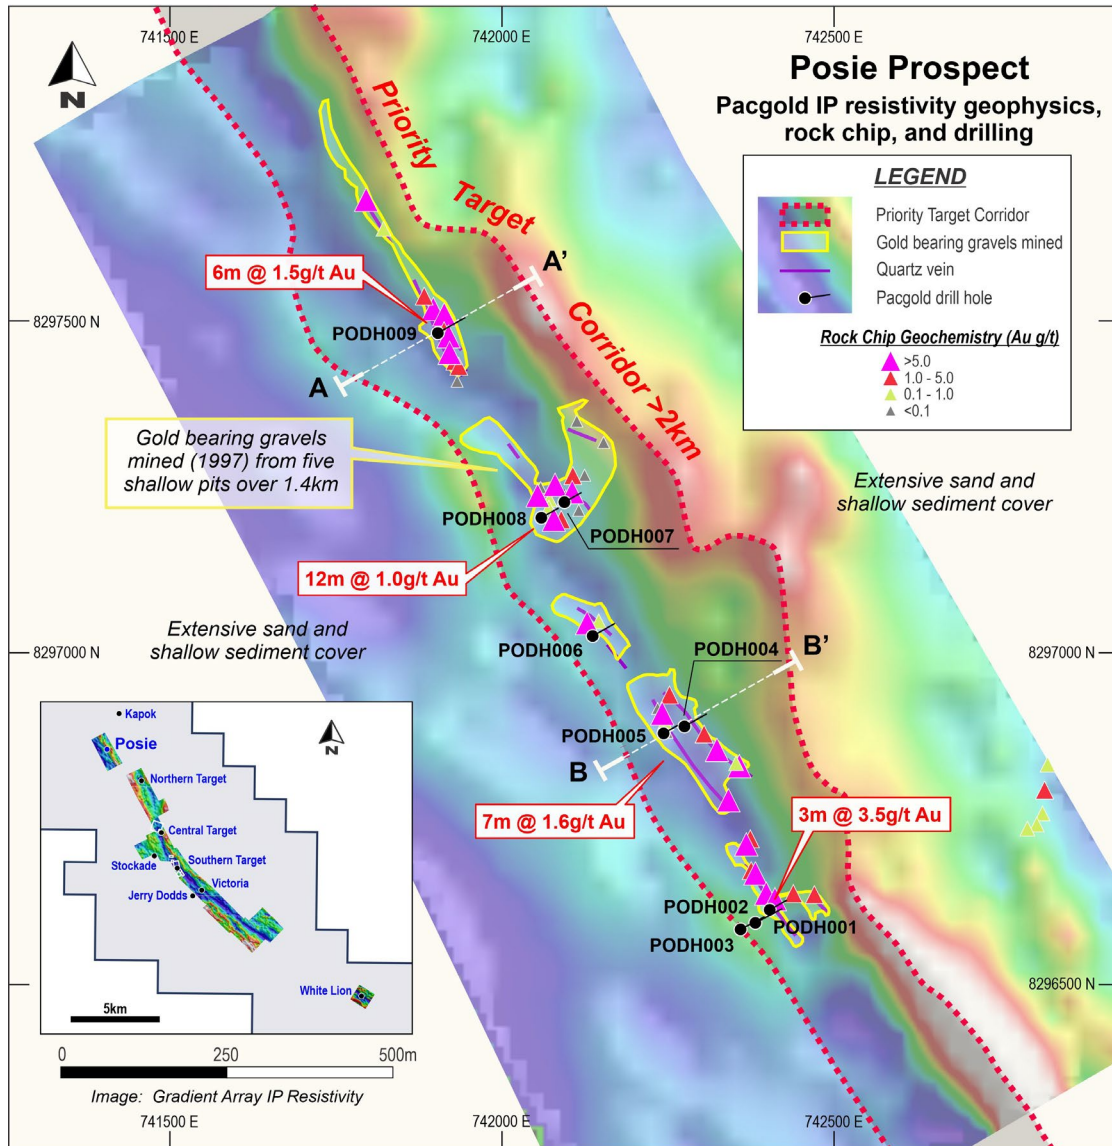 741500 E
742000 E
742500 E
N
Posie Prospect
Pacgold IP resistivity geophysics,
rock chip, and drilling
LEGEND
Priority Target Corridor
Gold bearing gravels mined
Quartz vein
Pacgold drill hole
Rock Chip Geochemistry (Au g/t)
>5.0
1.0 - 5.0
0.1 - 1.0
<0.1
Priority
Target
Corridor >2km
A'
6m @ 1.5g/t Au
8297500 N
PODH009
8297500 N
A
Gold bearing gravels
mined (1997) from five
shallow pits over 1.4km
Extensive sand and
shallow sediment cover
PODH008
PODH007
12m @ 1.0g/t Au
Extensive sand and
shallow sediment cover
PODH006
PODH004
B'
8297000 N
8297000 N
PODH005
B
7m @ 1.6g/t Au
3m @ 3.5g/t Au
PODH002
PODH001
PODH003
8296500 N
N
Kapok
Posie
Northern Target
Central Target
Stockade
Southern Target
Victoria
Jerry Dodds
White Lion
5km
0
250
500m
Image: Gradient Array IP Resistivity
741500 E
742000 E
742500 E